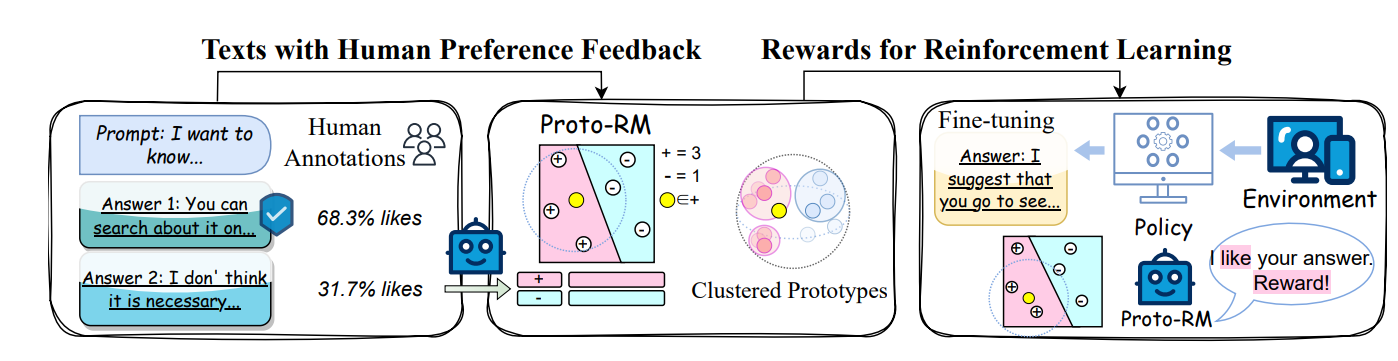 Texts with Human Preference Feedback
Rewards for Reinforcement Learning
Prompt: I want to
know...
Human
Annotations
Answer 1: You can
search about it on...
68.3% likes
Answer 2: I don' think
it is necessary...
31.7% likes
Proto-RM
+ = 3
- = 1
∈+
+
-
Clustered Prototypes
Fine-tuning
Answer: I
suggest that
you go to see...
Policy
Environment
I like your answer.
Reward!
Proto-RM